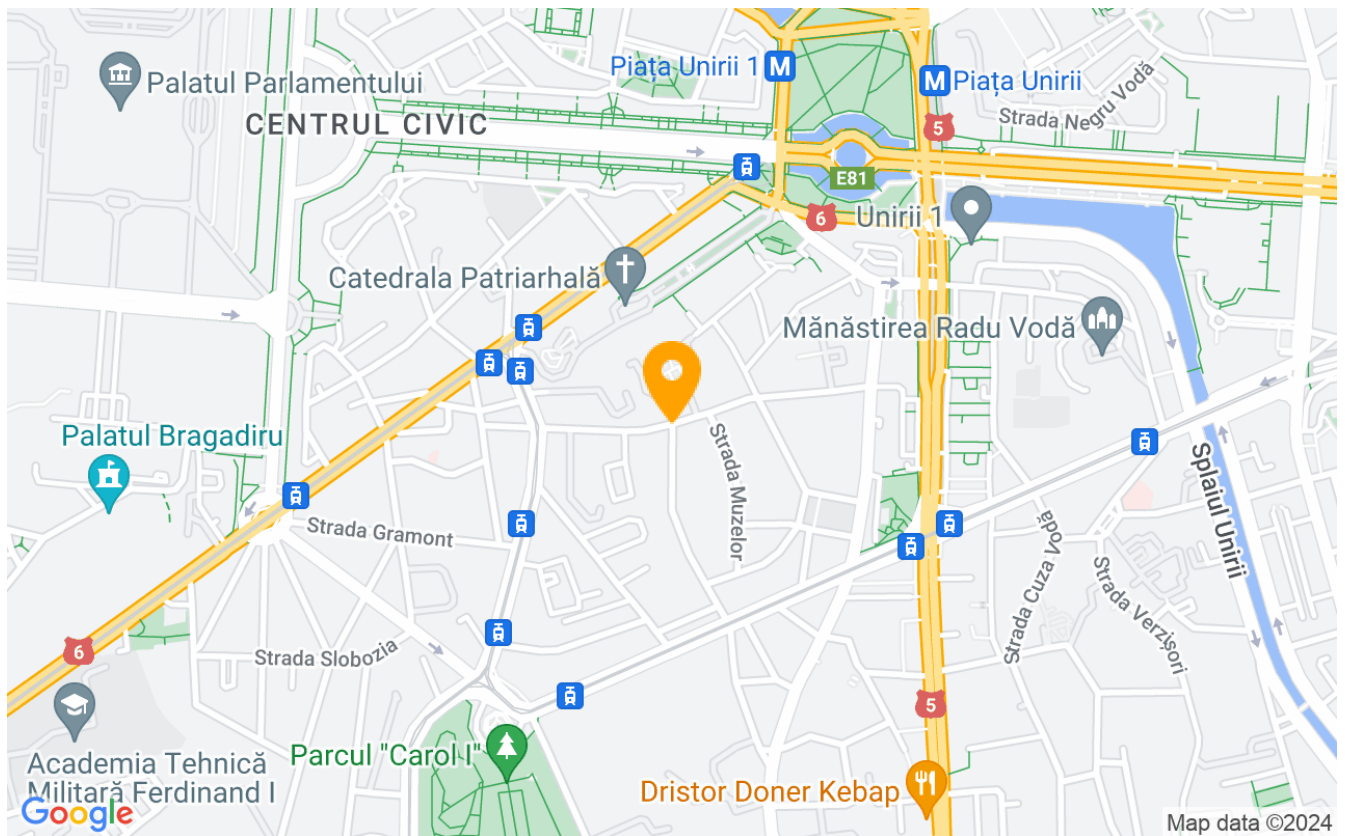 Piața Unirii 1
M
M
Piața Unirii
Palatul Parlamentului
CENTRUL CIVIC
Strada Negru Vodă
5
E81
6
Unirii 1
Catedrala Patriarhală
Mănăstirea Radu Vodă
Palatul Bragadiru
Strada Muzelor
Splaiul Unirii
Strada Gramont
Strada Cuza Vodă
Strada Verzișori
Strada Slobozia
6
5
Parcul "Carol I"
Academia Tehnică
Militară Ferdinand I
Dristor Doner Kebap
Google
Map data ©2024